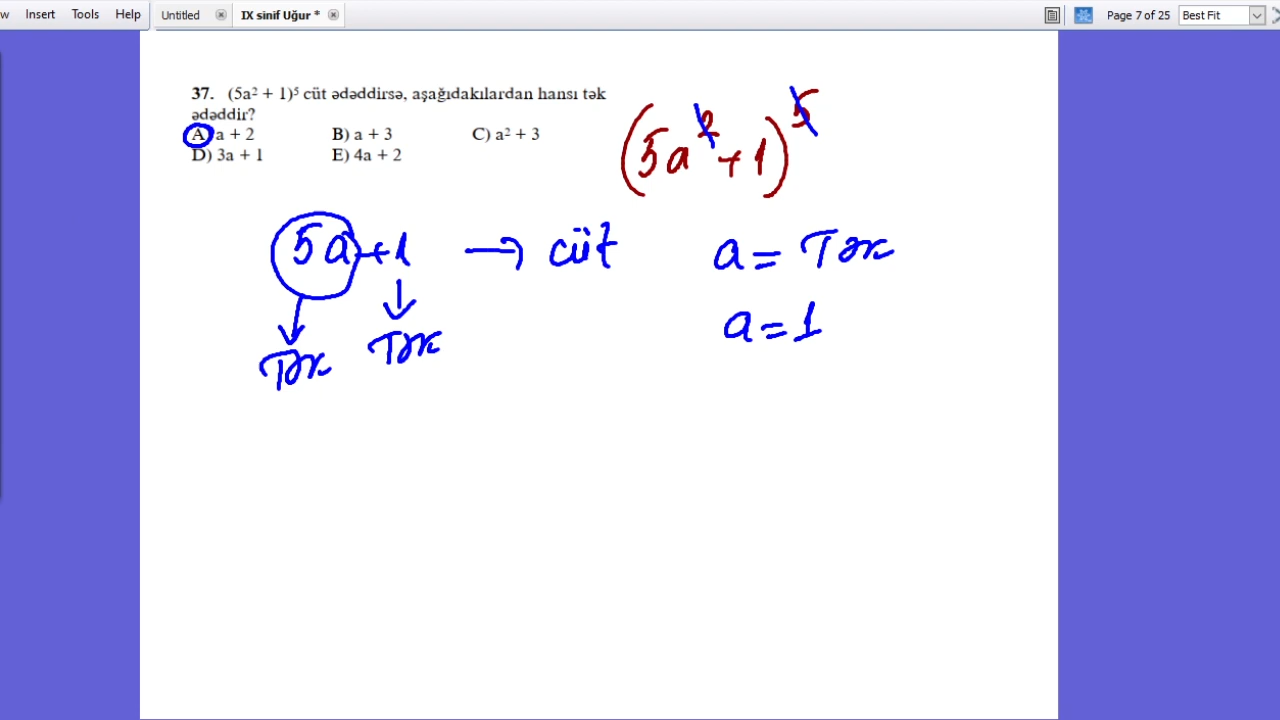 w Insert Tools Help Untitled IX sinif Uğur * Page 7 of 25 Best Fit
37. (5a² + 1)⁵ cüt ədəddirsə, aşağıdakılardan hansı tək
ədəddir?
A) a + 2 B) a + 3 C) a² + 3
D) 3a + 1 E) 4a + 2
(5a² + 1)⁵
5a + 1 → cüt a = Tək
a = 1
Tək Tək